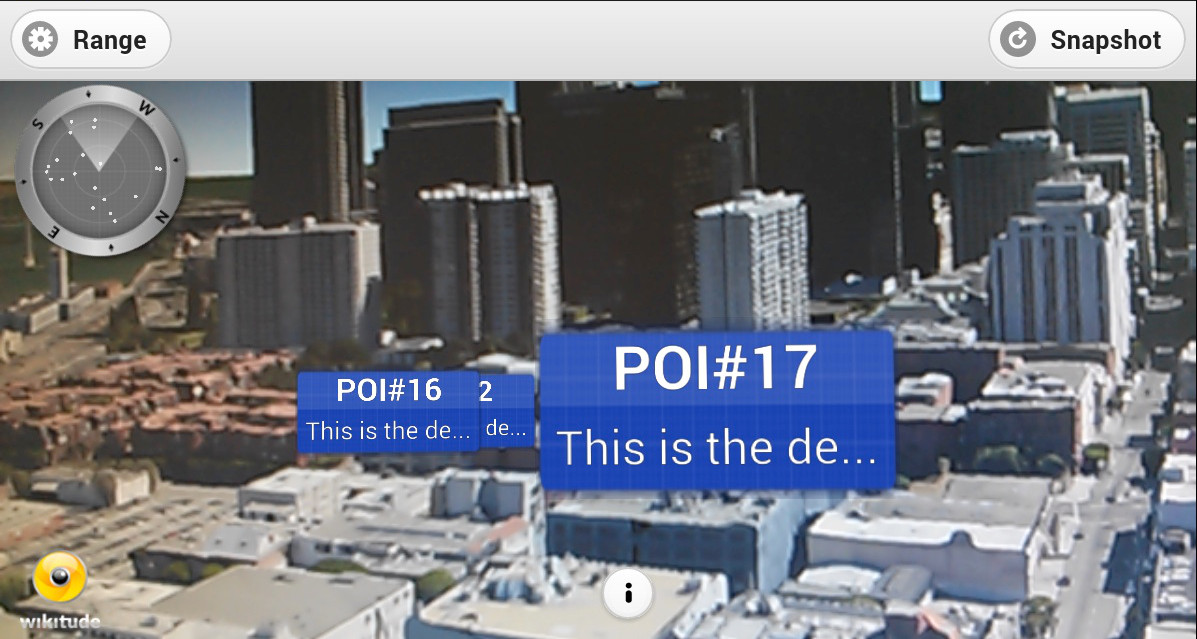 Range
Snapshot
S
W
N
E
POI#16
2
POI#17
This is the de...
de...
This is the de...
i
wikitude